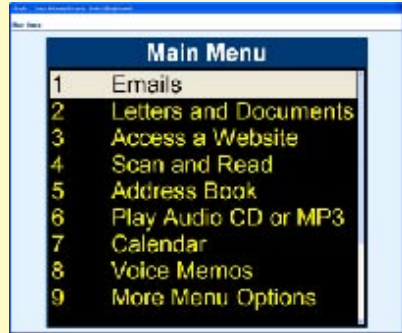 Main Menu
1 Emails
2 Letters and Documents
3 Access a Website
4 Scan and Read
5 Address Book
6 Play Audio CD or MP3
7 Calendar
8 Voice Memos
9 More Menu Options